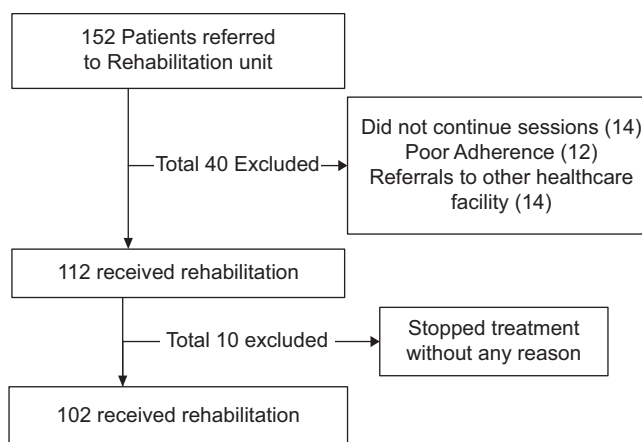 152 Patients referred
to Rehabilitation unit
Did not continue sessions (14)
Poor Adherence (12)
Referrals to other healthcare
facility (14)
Total 40 Excluded
112 received rehabilitation
Total 10 excluded
Stopped treatment
without any reason
102 received rehabilitation